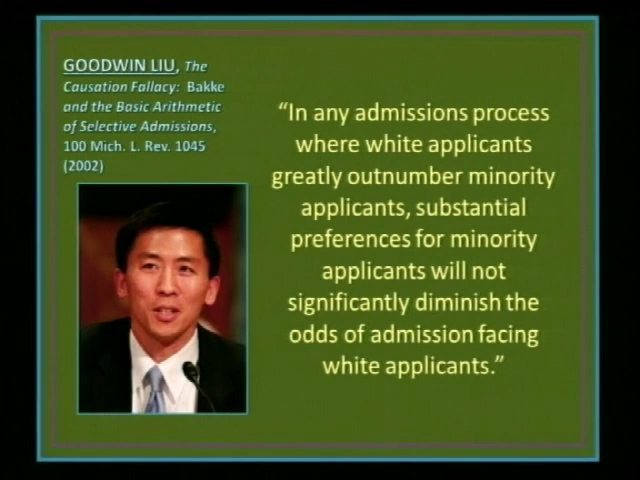 GOODWIN LIU, The
Causation Fallacy: Bakke
and the Basic Arithmetic
of Selective Admissions,
100 Mich. L. Rev. 1045
(2002)
“In any admissions process
where white applicants
greatly outnumber minority
applicants, substantial
preferences for minority
applicants will not
significantly diminish the
odds of admission facing
white applicants.”